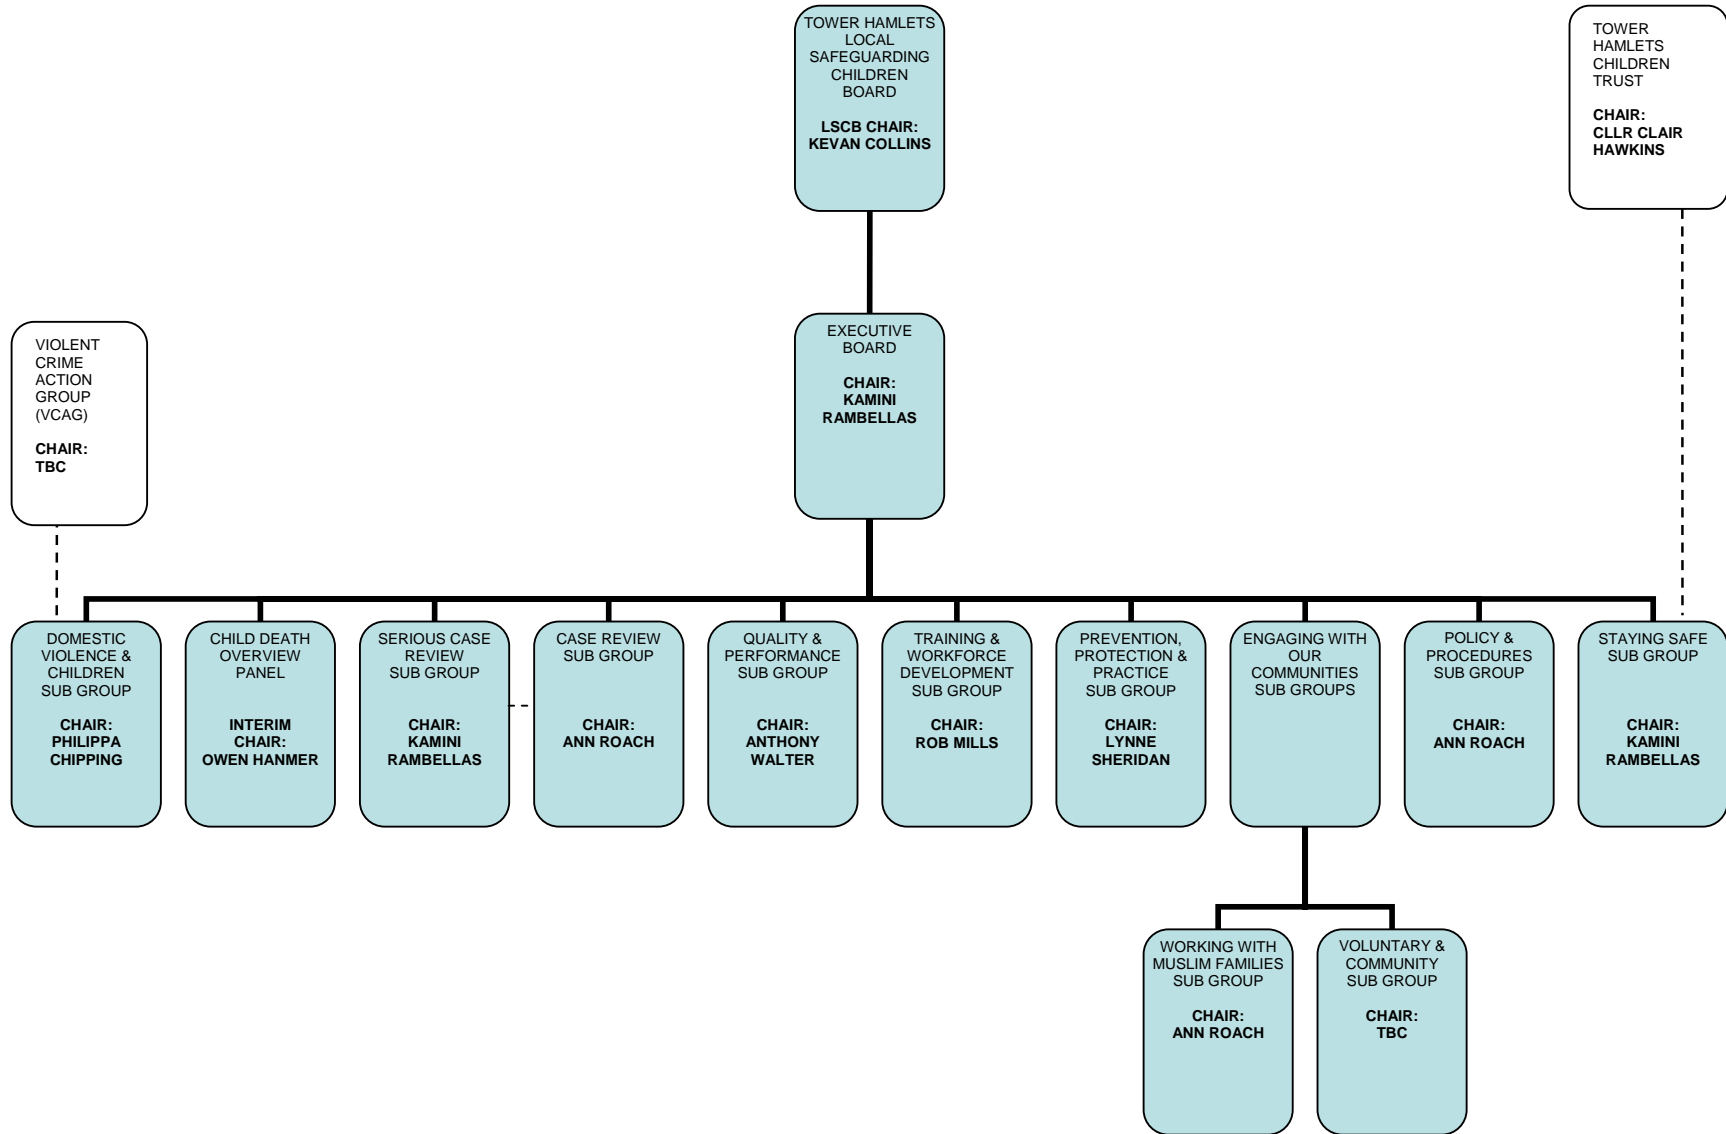 TOWER HAMLETS
LOCAL
SAFEGUARDING
CHILDREN
BOARD
LSCB CHAIR:
KEVAN COLLINS
TOWER
HAMLETS
CHILDREN
TRUST
CHAIR:
CLLR CLAIR
HAWKINS
VIOLENT
CRIME
ACTION
GROUP
(VCAG)
CHAIR:
TBC
EXECUTIVE
BOARD
CHAIR:
KAMINI
RAMBELLAS
DOMESTIC
VIOLENCE &
CHILDREN
SUB GROUP
CHAIR:
PHILIPPA
CHIPPING
CHILD DEATH
OVERVIEW
PANEL
INTERIM
CHAIR:
OWEN HANMER
SERIOUS CASE
REVIEW
SUB GROUP
CHAIR:
KAMINI
RAMBELLAS
CASE REVIEW
SUB GROUP
CHAIR:
ANN ROACH
QUALITY &
PERFORMANCE
SUB GROUP
CHAIR:
ANTHONY
WALTER
TRAINING &
WORKFORCE
DEVELOPMENT
SUB GROUP
CHAIR:
ROB MILLS
PREVENTION,
PROTECTION &
PRACTICE
SUB GROUP
CHAIR:
LYNNE
SHERIDAN
ENGAGING WITH
OUR
COMMUNITIES
SUB GROUPS
POLICY &
PROCEDURES
SUB GROUP
CHAIR:
ANN ROACH
STAYING SAFE
SUB GROUP
CHAIR:
KAMINI
RAMBELLAS
WORKING WITH
MUSLIM FAMILIES
SUB GROUP
CHAIR:
ANN ROACH
VOLUNTARY &
COMMUNITY
SUB GROUP
CHAIR:
TBC